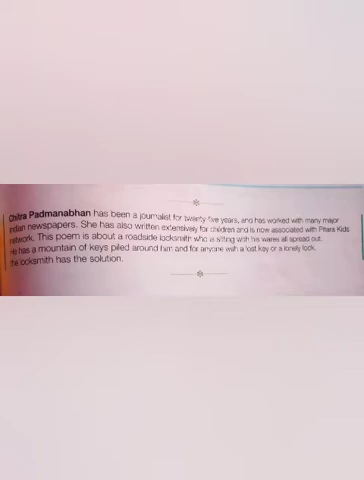 Chitra Padmanabhan has been a journalist for twenty-five years, and has worked with many major
Indian newspapers. She has also written extensively for children and is now associated with Pitara Kids
network. This poem is about a roadside locksmith who is sitting with his wares all spread out.
He has a mountain of keys piled around him and for anyone with a lost key or a lonely lock,
the locksmith has the solution.